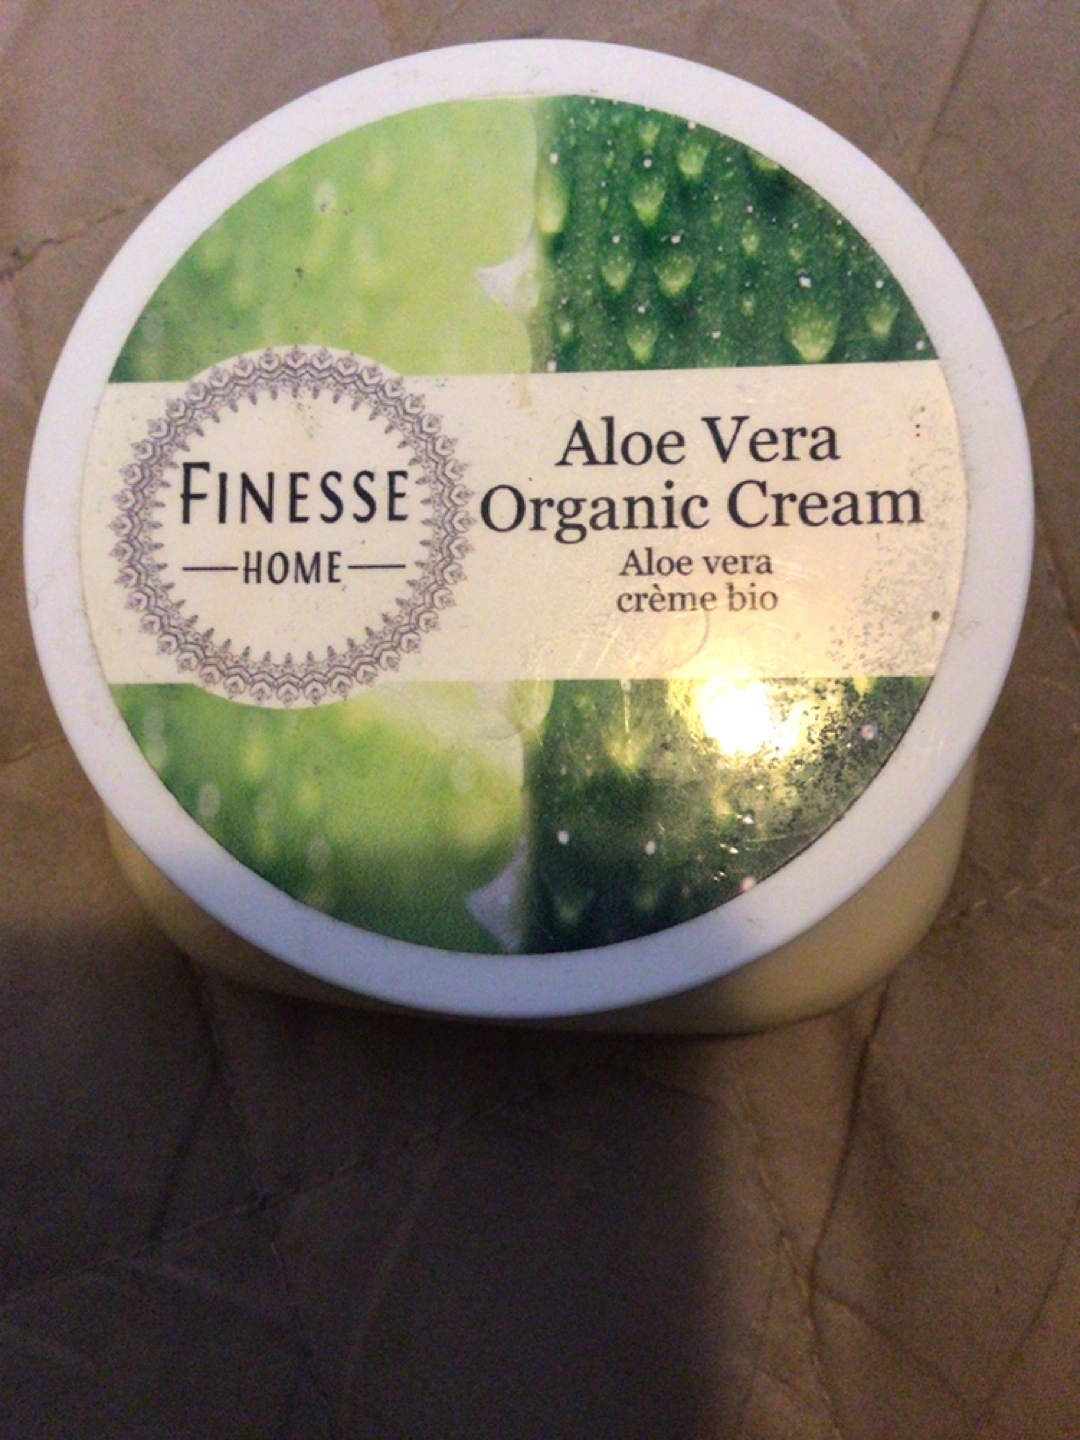 FINESSE
HOME
Aloe Vera
Organic Cream
Aloe vera
crème bio